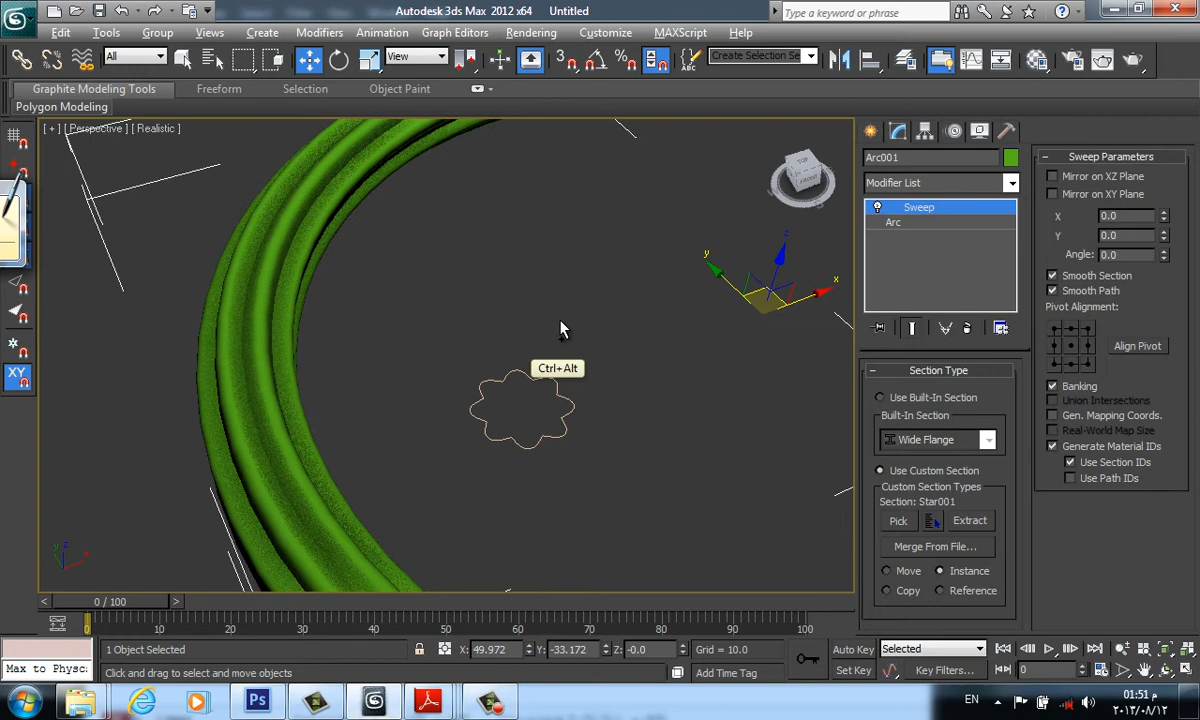 Autodesk 3ds Max 2012 x64 Untitled
Type a keyword or phrase
Edit Tools Group Views Create Modifiers Animation Graph Editors Rendering Customize MAXScript Help
All
View
Create Selection Se
Graphite Modeling Tools Freeform Selection Object Paint
Polygon Modeling
[ + ] [ Perspective ] [ Realistic ]
TOP
FRONT
z
y
x
Ctrl+Alt
XY
Arc001
Modifier List
Sweep
Arc
Section Type
Use Built-In Section
Built-In Section
Wide Flange
Use Custom Section
Custom Section Types
Section: Star001
Pick
Extract
Merge From File...
Move Instance
Copy Reference
Sweep Parameters
Mirror on XZ Plane
Mirror on XY Plane
X 0.0
Y 0.0
Angle: 0.0
Smooth Section
Smooth Path
Pivot Alignment:
Align Pivot
Banking
Union Intersections
Gen. Mapping Coords.
Real-World Map Size
Generate Material IDs
Use Section IDs
Use Path IDs
0 / 100
0 10 20 30 40 50 60 70 80 90 100
1 Object Selected
X: 49.972 Y: -33.172 Z: -0.0 Grid = 10.0
Auto Key Selected
Max to Physc
Click and drag to select and move objects
Add Time Tag
Set Key Key Filters... 0
Ps
EN
01:51 م
٢٠١٣/٠٨/١٢